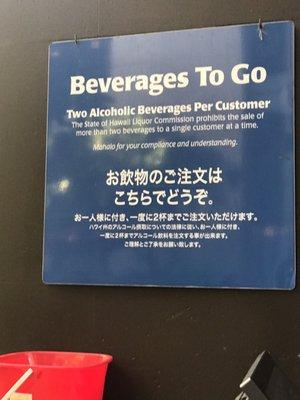 Beverages To Go
Two Alcoholic Beverages Per Customer
The State of Hawaii Liquor Commission prohibits the sale of
more than two beverages to a single customer at a time.
Mahalo for your compliance and understanding.
お飲物のご注文は
こちらでどうぞ。
お一人様に付き、一度に2杯までご注文いただけます。
ハワイ州のアルコール摂取についての法律に従い、お一人様に付き、
一度に2杯までアルコール飲料を注文する事が出来ます。
ご理解とご了承をお願い致します。